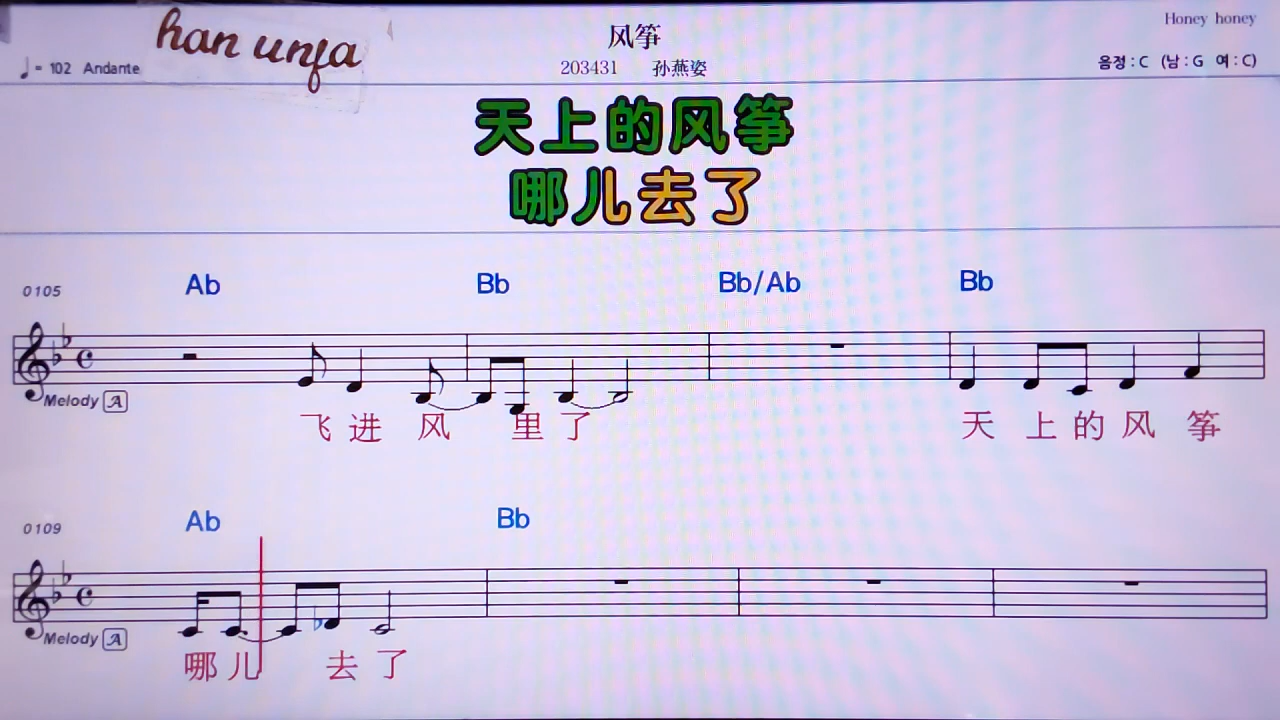 han unja
风筝
Honey honey
♩= 102 Andante
203431 孙燕姿
음정 : C (남 : G 여 : C)
天上的风筝
哪儿去了
Ab Bb Bb/Ab Bb
0105
Melody A
飞 进 风 里 了 天 上 的 风 筝
Ab Bb
0109
Melody A
哪 儿 去 了